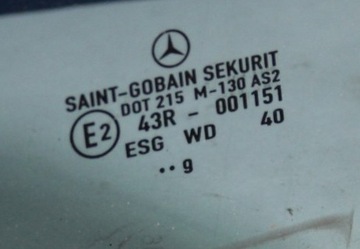 SAINT-GOBAIN SEKURIT
DOT 215 M-130 AS2
E2 43R - 001151
ESG WD 40
..9